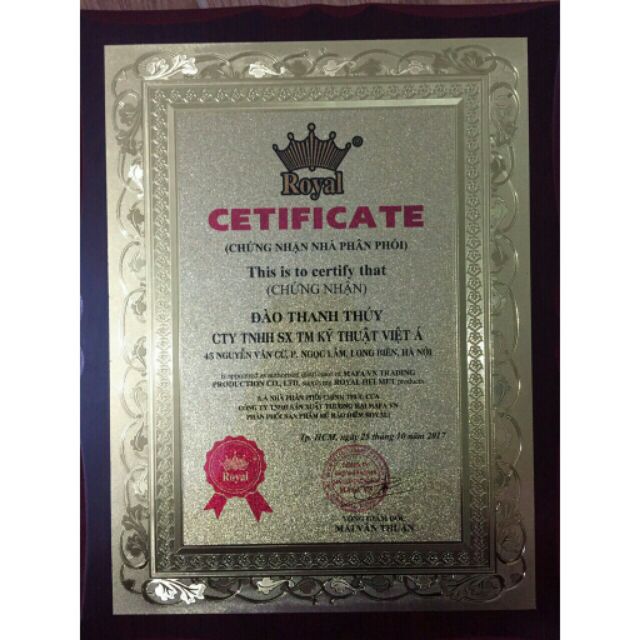 Royal
CETIFICATE
(CHỨNG NHẬN NHÀ PHÂN PHỐI)
This is to certify that
(CHỨNG NHẬN)
ĐÀO THANH THÚY
CTY TNHH SX TM KỸ THUẬT VIỆT Á
45 NGUYỄN VĂN CỪ, P. NGỌC LÂM, LONG BIÊN, HÀ NỘI
is appointed as authorised distributor of MAFA VN TRADING
PRODUCTION CO., LTD, supplying ROYAL HELMET products.
(LÀ NHÀ PHÂN PHỐI CHÍNH THỨC CỦA
CÔNG TY TNHH SẢN XUẤT THƯƠNG MẠI MAFA VN
PHÂN PHỐI SẢN PHẨM MŨ BẢO HIỂM
Tp. HCM, ngày 25 tháng 10 năm 2017
Royal
GIÁM ĐỐC
MAI VĂN THUẬN